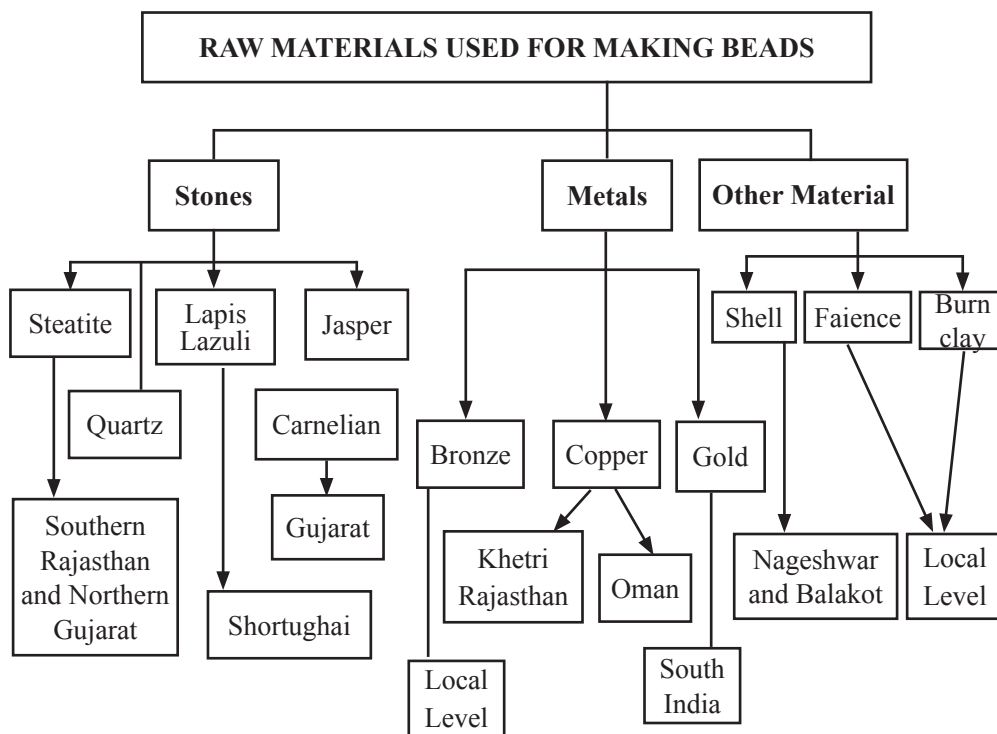 RAW MATERIALS USED FOR MAKING BEADS
Stones
Metals
Other Material
Steatite
Lapis
Lazuli
Jasper
Shell
Faience
Burn
clay
Quartz
Carnelian
Bronze
Copper
Gold
Southern
Rajasthan
and Northern
Gujarat
Gujarat
Shortughai
Khetri
Rajasthan
Oman
Nageshwar
and Balakot
Local
Level
Local
Level
South
India